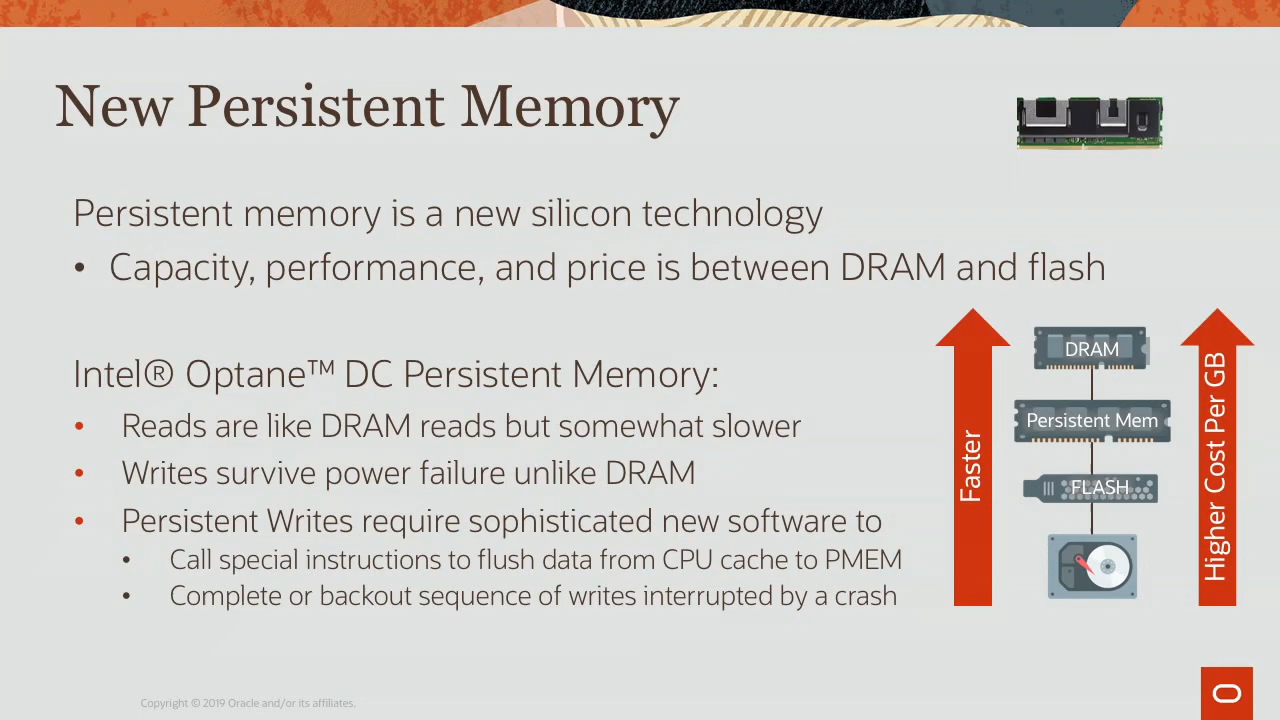 New Persistent Memory
Persistent memory is a new silicon technology
• Capacity, performance, and price is between DRAM and flash
Intel® Optane™ DC Persistent Memory:
• Reads are like DRAM reads but somewhat slower
• Writes survive power failure unlike DRAM
• Persistent Writes require sophisticated new software to
• Call special instructions to flush data from CPU cache to PMEM
• Complete or backout sequence of writes interrupted by a crash
Faster
DRAM
Persistent Mem
FLASH
Higher Cost Per GB
Copyright © 2019 Oracle and/or its affiliates.
O